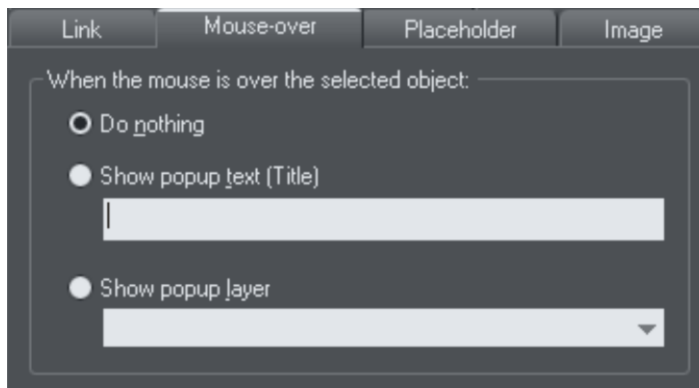 Link Mouse-over Placeholder Image
When the mouse is over the selected object:
Do nothing
Show popup text (Title)
Show popup layer